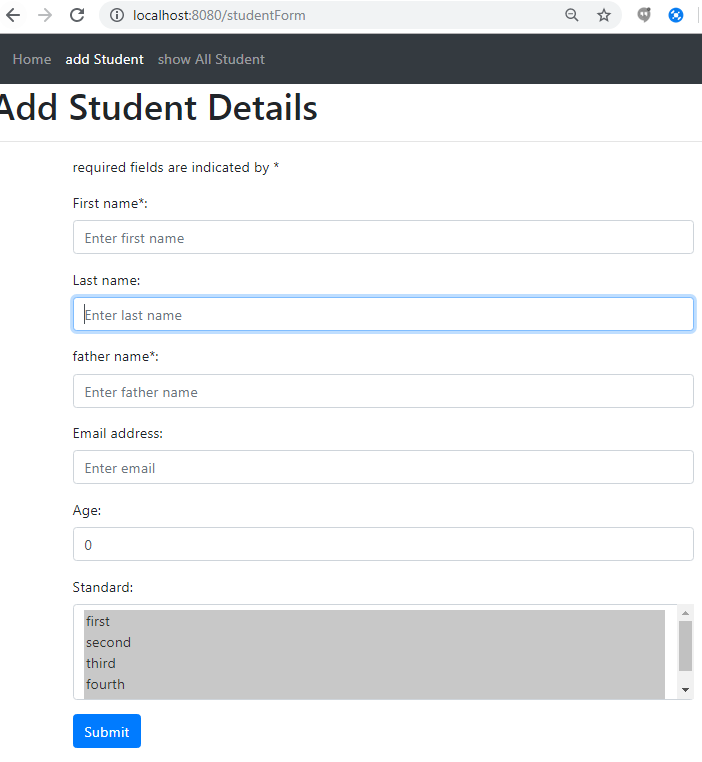 localhost:8080/studentForm
Home add Student show All Student
Add Student Details
required fields are indicated by *
First name*:
Enter first name
Last name:
Enter last name
father name*:
Enter father name
Email address:
Enter email
Age:
0
Standard:
first
second
third
fourth
Submit